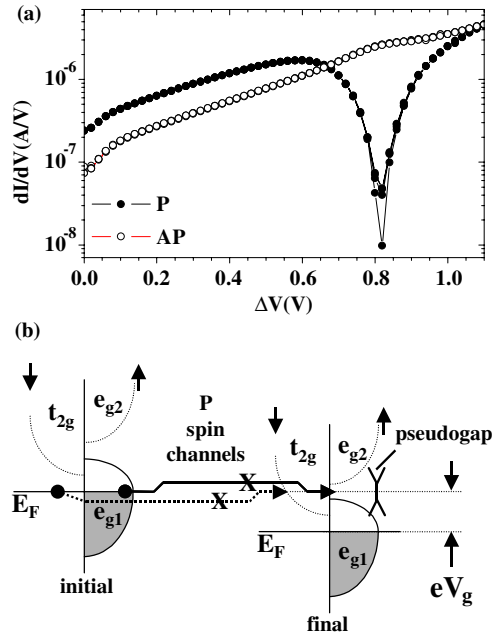 (a)
dI/dV(A/V)
10⁻⁶
10⁻⁷
10⁻⁸
P
AP
0.0 0.2 0.4 0.6 0.8 1.0
ΔV(V)
(b)
t2g
eg2
P
spin
channels
t2g
eg2
pseudogap
X
X
EF
eg1
EF
eg1
eVg
initial
final